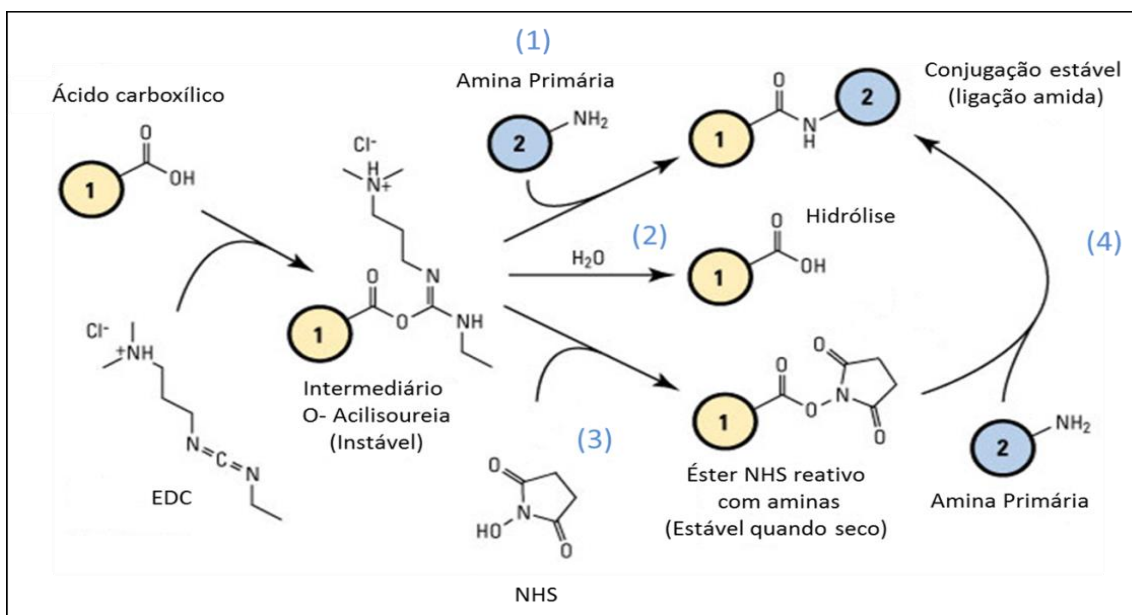 (1)
Ácido carboxílico
Amina Primária
Conjugação estável
(ligação amida)
O
OH
1
NH2
2
O
1
N
H
2
Cl-
H
N
+
(2)
Hidrólise
H2O
O
OH
1
(4)
N
O
1
O
NH
Cl-
+NH
Intermediário
O- Acilisoureia
(Instável)
(3)
O
N
HO
O
NHS
O
O
1
O
N
O
Éster NHS reativo
com aminas
(Estável quando seco)
NH2
2
Amina Primária
N=C=N
EDC